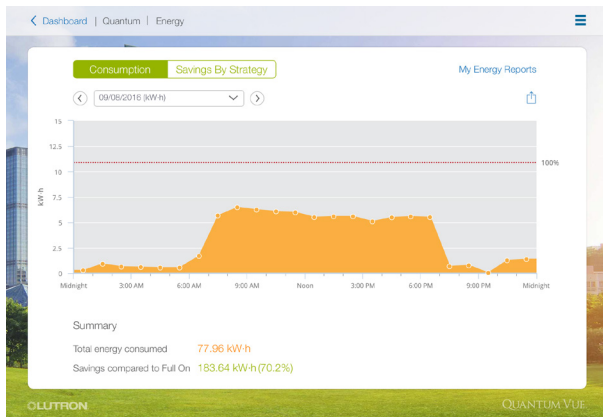 Dashboard | Quantum | Energy
Consumption Savings By Strategy My Energy Reports
09/08/2016 (kW-h)
15
12.5
100%
10
kW-h
7.5
5
2.5
0
Midnight 3:00 AM 6:00 AM 9:00 AM Noon 3:00 PM 6:00 PM 9:00 PM Midnight
Summary
Total energy consumed 77.96 kW-h
Savings compared to Full On 183.64 kW-h (70.2%)
LUTRON QUANTUM VUE